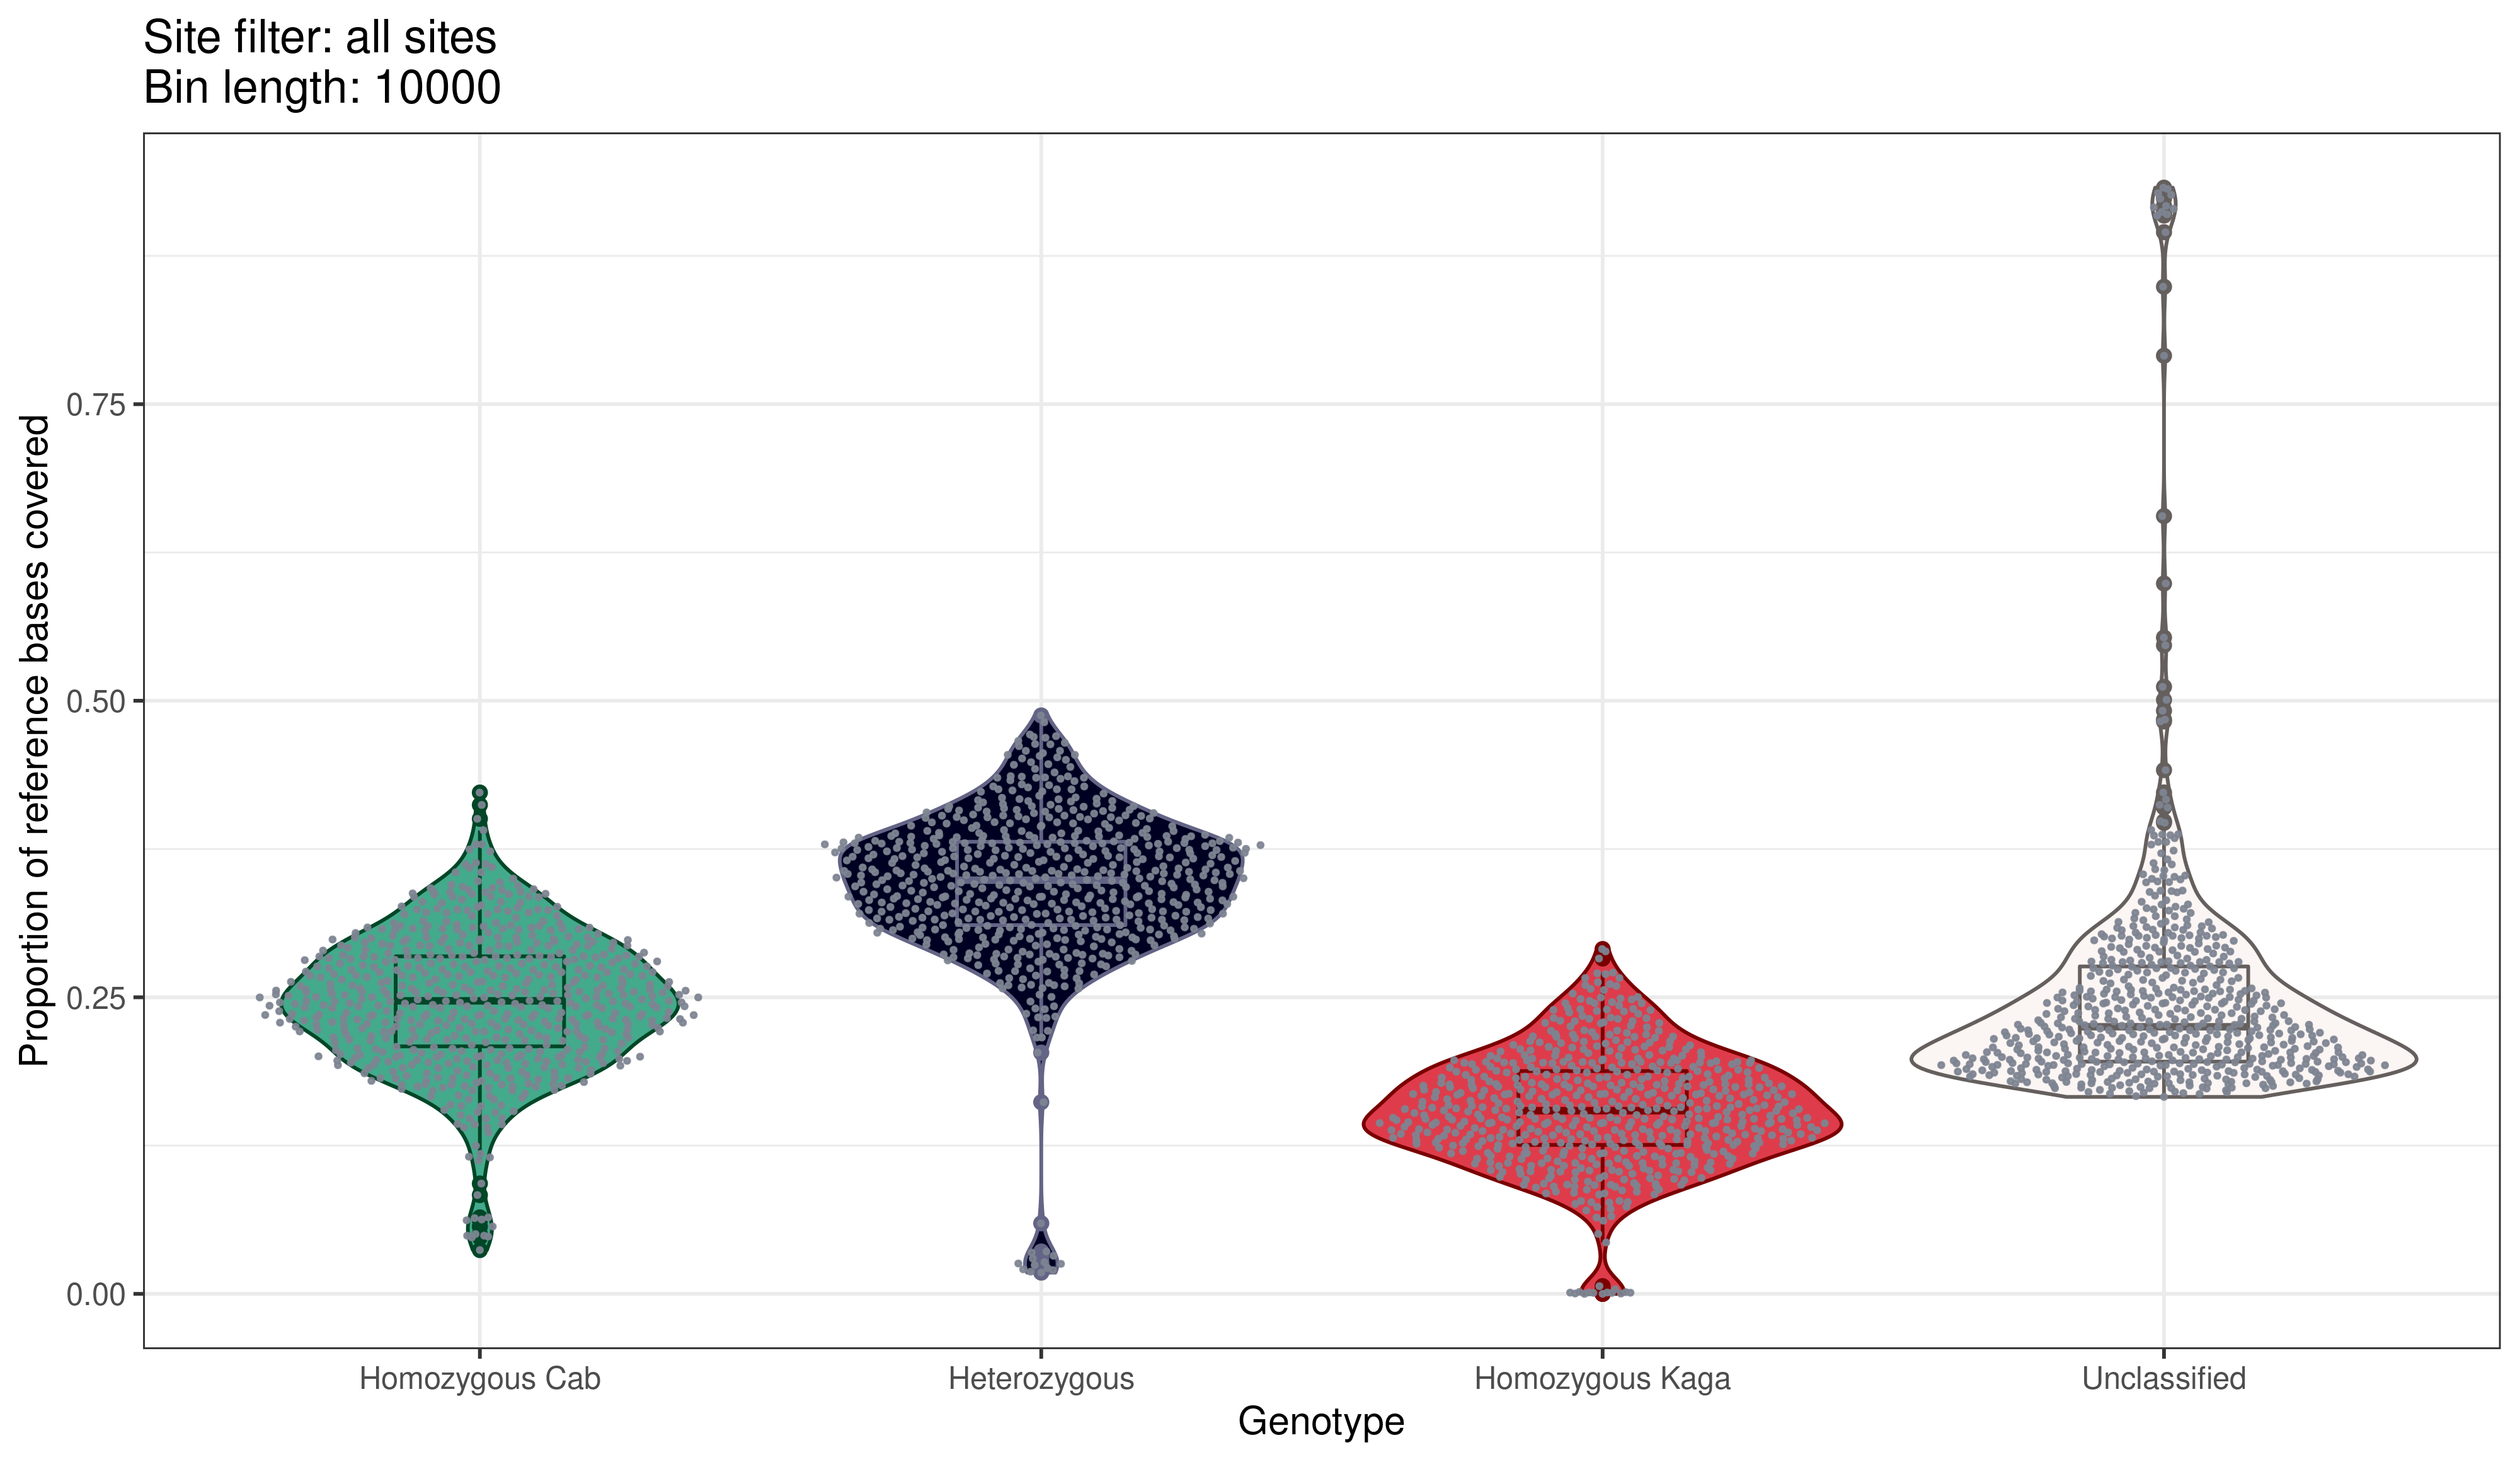 Site filter: all sites
Bin length: 10000
Proportion of reference bases covered
0.75
0.50
0.25
0.00
Homozygous Cab
Heterozygous
Homozygous Kaga
Unclassified
Genotype